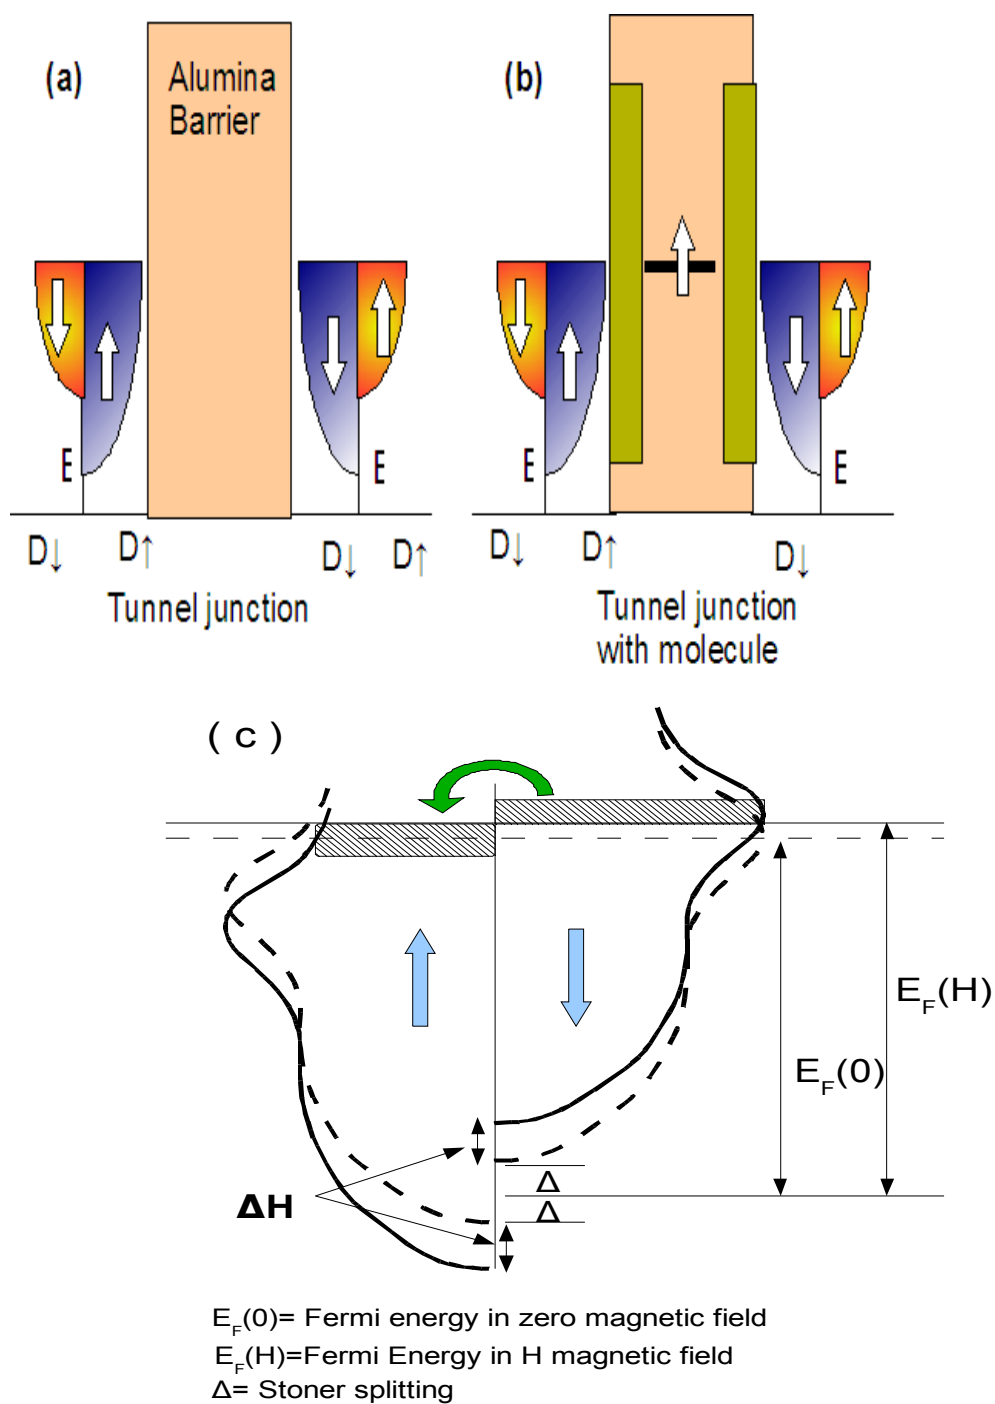 (a)
Alumina
Barrier
E
E
D↓
D↑
D↓
D↑
Tunnel junction
(b)
E
E
D↓
D↑
D↓
Tunnel junction
with molecule
( c )
E_F(H)
E_F(0)
Δ
Δ
ΔH
E_F(0)= Fermi energy in zero magnetic field
E_F(H)=Fermi Energy in H magnetic field
Δ= Stoner splitting